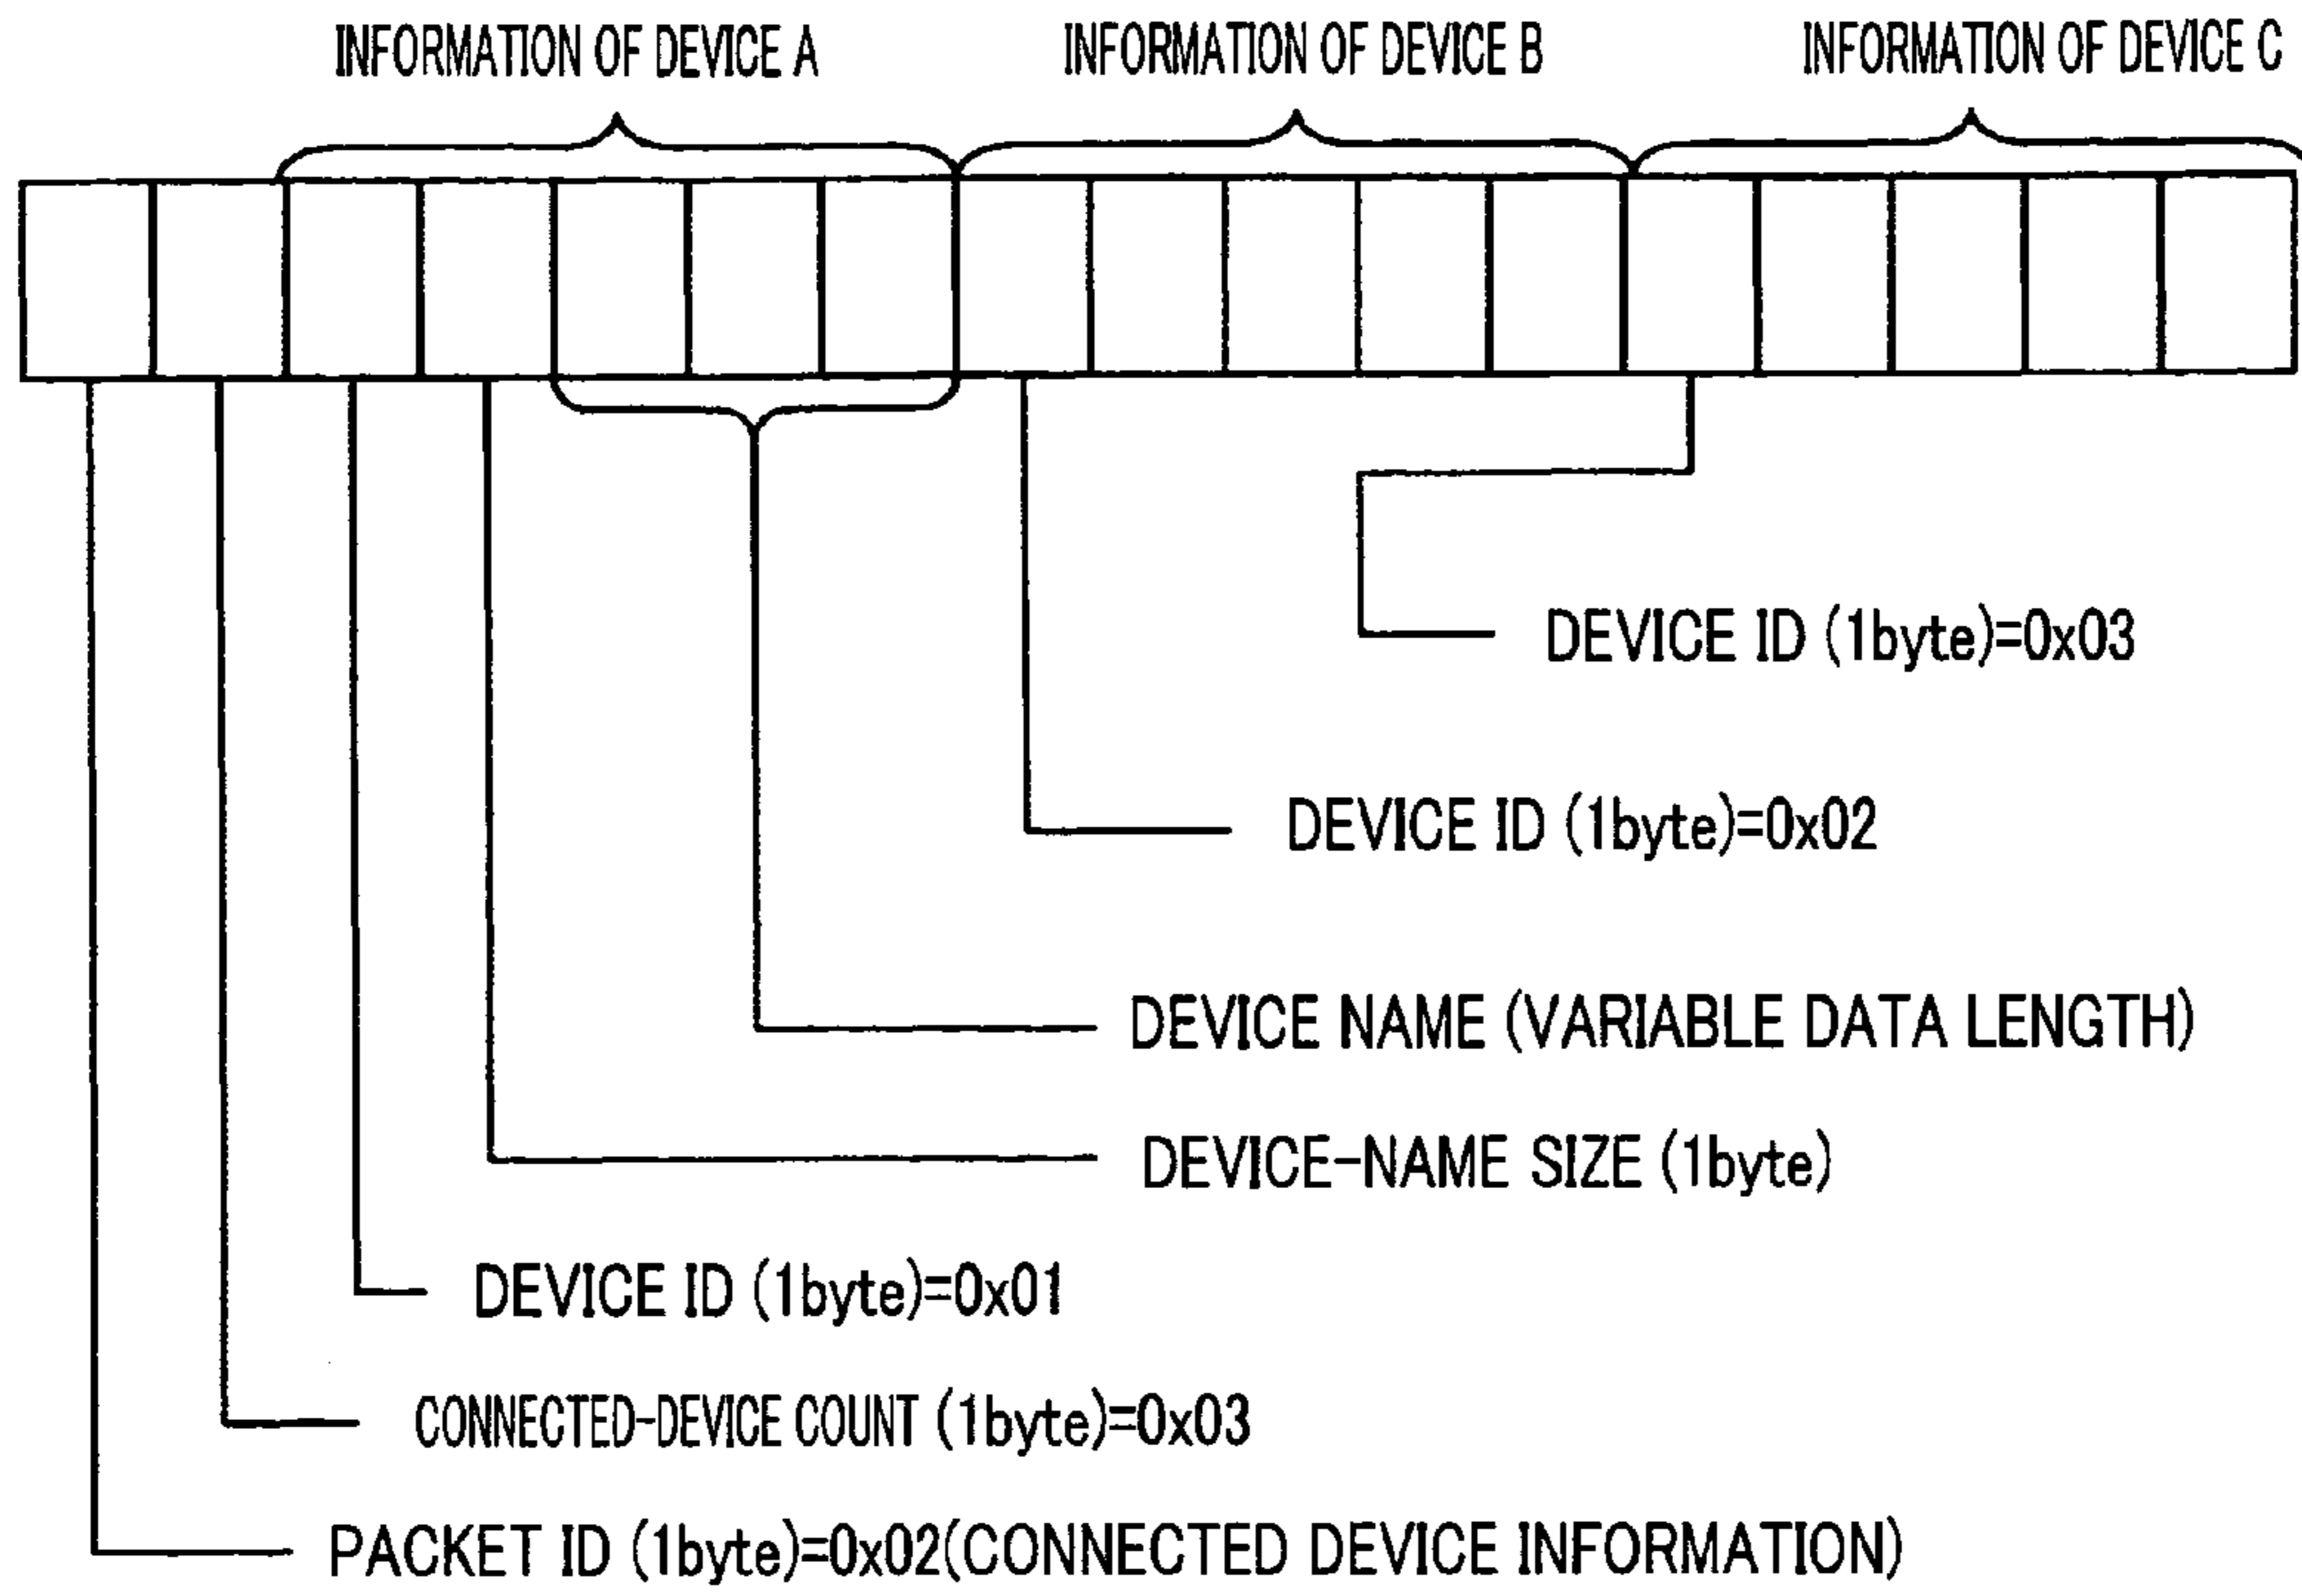 INFORMATION OF DEVICE A
INFORMATION OF DEVICE B
INFORMATION OF DEVICE C
DEVICE ID (1byte)=0x03
DEVICE ID (1byte)=0x02
DEVICE NAME (VARIABLE DATA LENGTH)
DEVICE-NAME SIZE (1byte)
DEVICE ID (1byte)=0x01
CONNECTED-DEVICE COUNT (1byte)=0x03
PACKET ID (1byte)=0x02(CONNECTED DEVICE INFORMATION)